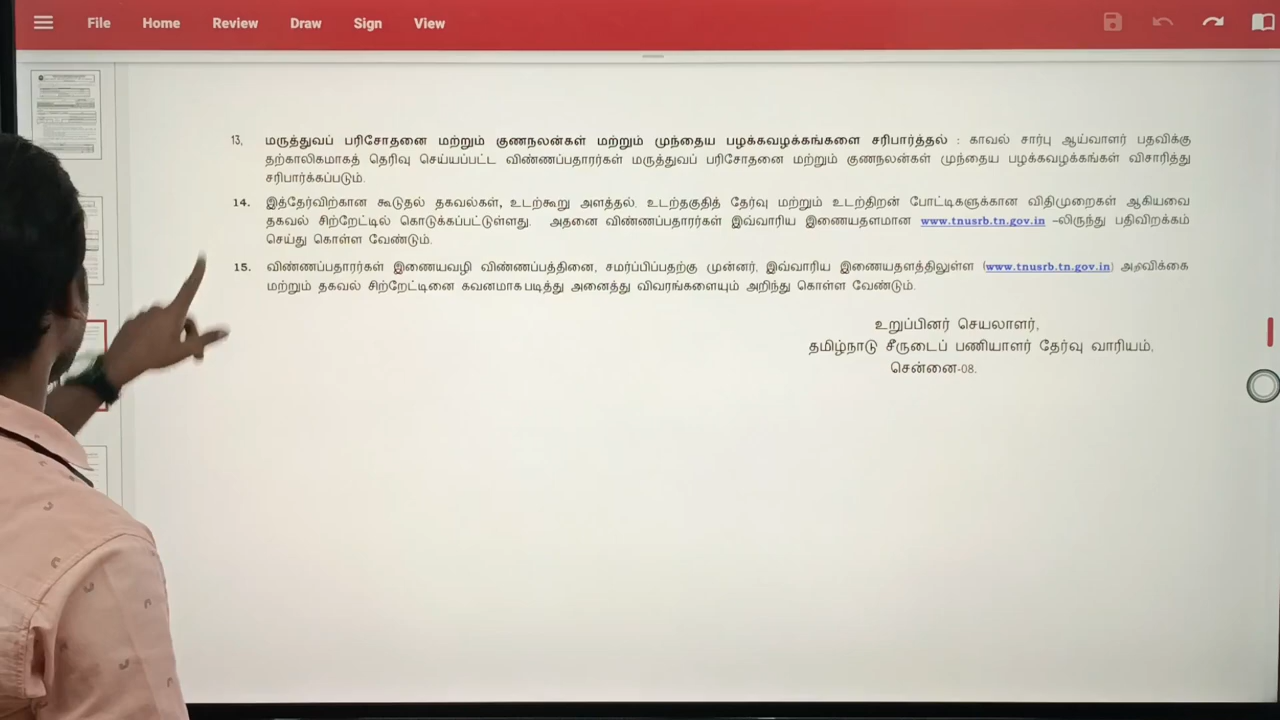 File Home Review Draw Sign View
13, மருத்துவப் பரிசோதனை மற்றும் குணநலன்கள் மற்றும் முந்தைய பழக்கவழக்கங்களை சரிபார்த்தல் : காவல் சார்பு ஆய்வாளர் பதவிக்கு
தற்காலிகமாகத் தெரிவு செய்யப்பட்ட விண்ணப்பதாரர்கள் மருத்துவப் பரிசோதனை மற்றும் குணநலன்கள் முந்தைய பழக்கவழக்கங்கள் விசாரித்து
சரிபார்க்கப்படும்.
14. இத்தேர்விற்கான கூடுதல் தகவல்கள், உடற்கூறு அளத்தல். உடற்தகுதித் தேர்வு மற்றும் உடற்திறன் போட்டிகளுக்கான விதிமுறைகள் ஆகியவை
தகவல் சிற்றேட்டில் கொடுக்கப்பட்டுள்ளது. அதனை விண்ணப்பதாரர்கள் இவ்வாரிய இணையதளமான www.tnusrb.tn.gov.in –லிருந்து பதிவிறக்கம்
செய்து கொள்ள வேண்டும்.
15. விண்ணப்பதாரர்கள் இணையவழி விண்ணப்பத்தினை, சமர்ப்பிப்பதற்கு முன்னர், இவ்வாரிய இணையதளத்திலுள்ள (www.tnusrb.tn.gov.in) அறிவிக்கை
மற்றும் தகவல் சிற்றேட்டினை கவனமாக படித்து அனைத்து விவரங்களையும் அறிந்து கொள்ள வேண்டும்.
உறுப்பினர் செயலாளர்,
தமிழ்நாடு சீருடைப் பணியாளர் தேர்வு வாரியம்,
சென்னை-08.